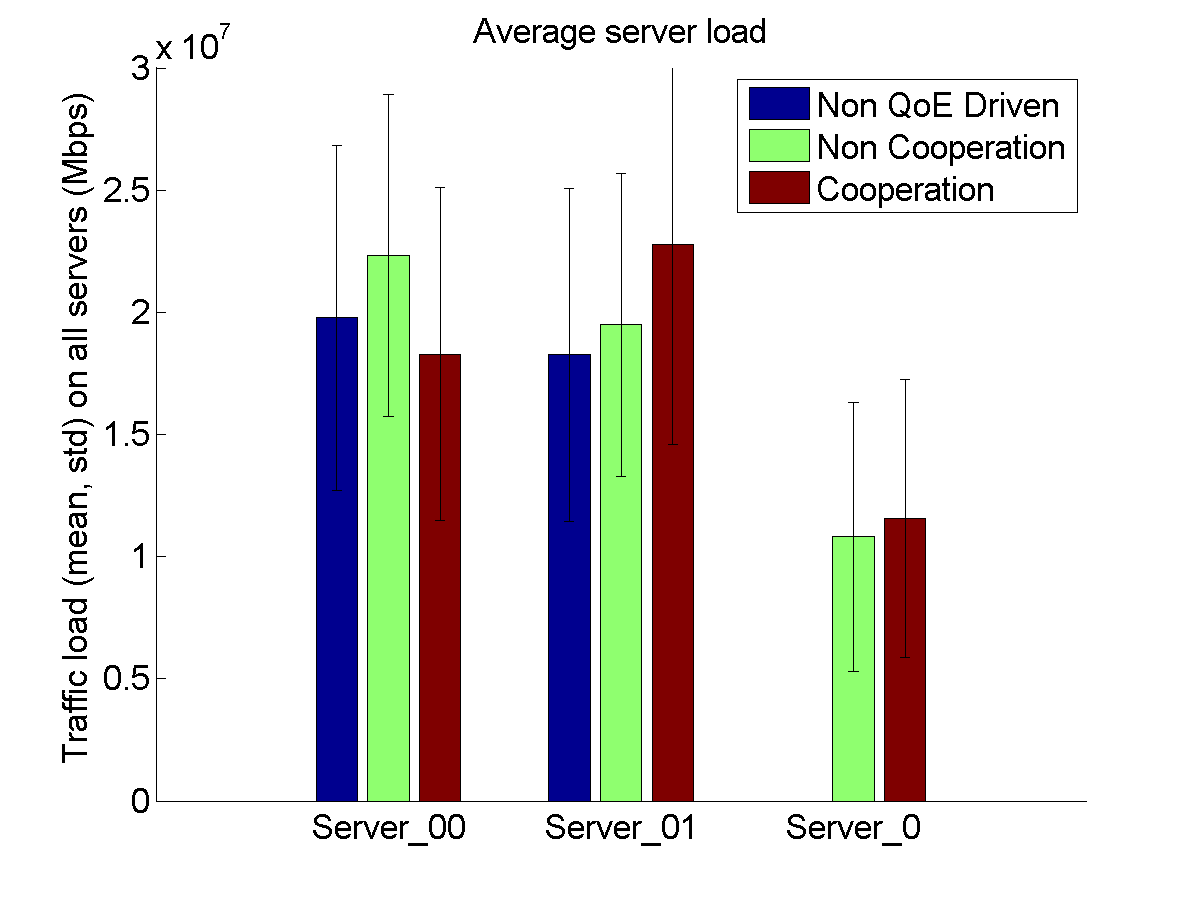 Average server load
x 10^7
Traffic load (mean, std) on all servers (Mbps)
3
2.5
2
1.5
1
0.5
0
Non QoE Driven
Non Cooperation
Cooperation
Server_00 Server_01 Server_0